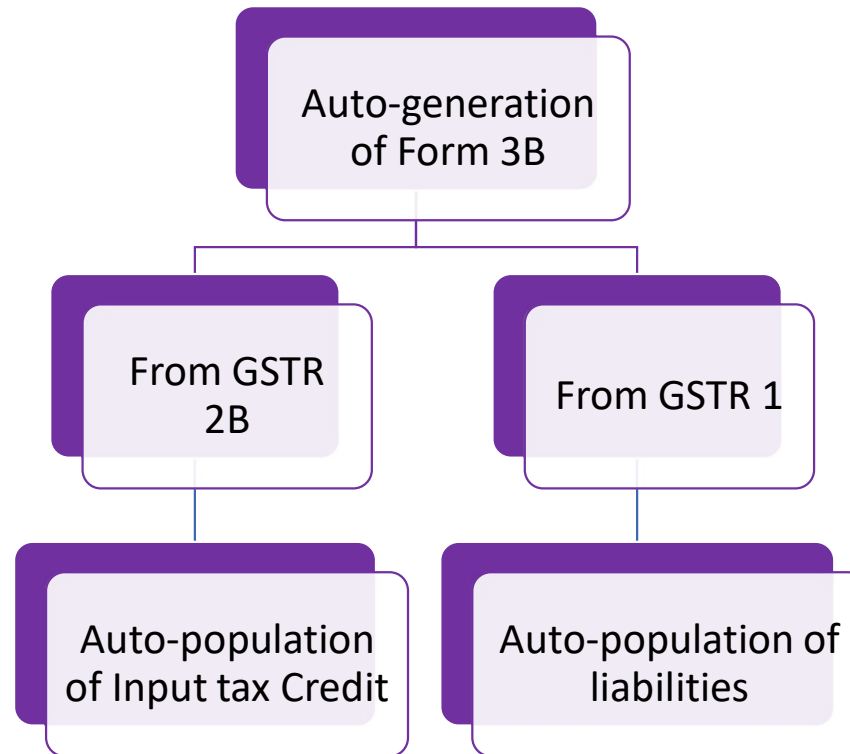 Auto-generation
of Form 3B
From GSTR
2B
From GSTR 1
Auto-population
of Input tax Credit
Auto-population of
liabilities